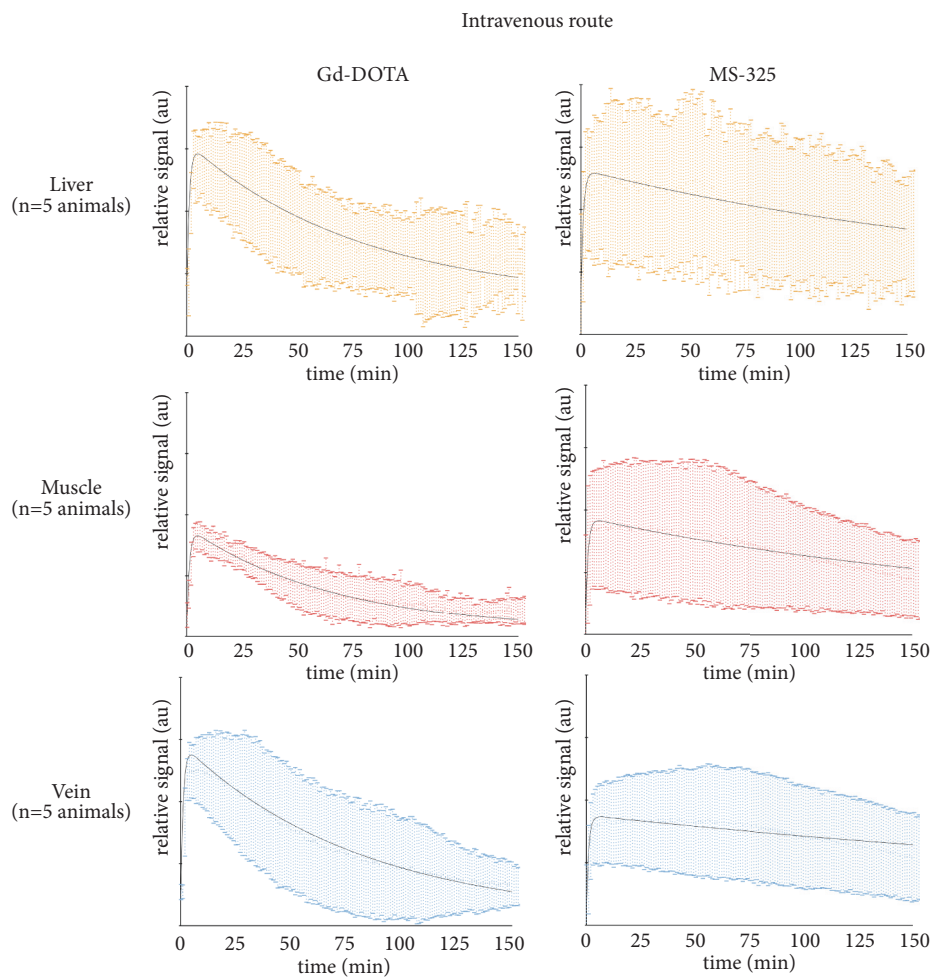 Intravenous route
Gd-DOTA
MS-325
Liver
(n=5 animals)
relative signal (au)
0 25 50 75 100 125 150
time (min)
relative signal (au)
0 25 50 75 100 125 150
time (min)
Muscle
(n=5 animals)
relative signal (au)
0 25 50 75 100 125 150
time (min)
relative signal (au)
0 25 50 75 100 125 150
time (min)
Vein
(n=5 animals)
relative signal (au)
0 25 50 75 100 125 150
time (min)
relative signal (au)
0 25 50 75 100 125 150
time (min)